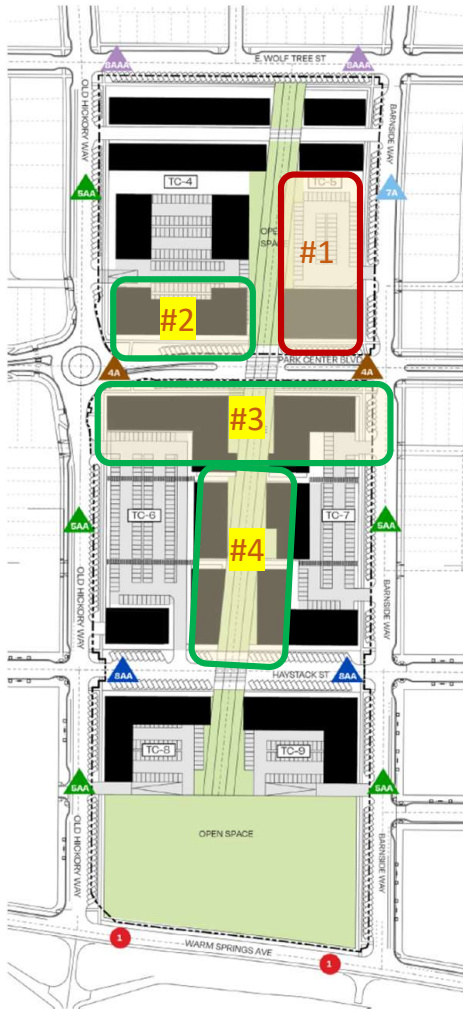 E. WOLF TREE ST
8AAA
8AAA
OLD HICKORY WAY
BARNSIDE WAY
TC-4
TC-5
5AA
7A
OPEN
SPACE
#1
#2
PARK CENTER BLVD
4A
4A
#3
TC-6
TC-7
5AA
5AA
#4
OLD HICKORY WAY
BARNSIDE WAY
HAYSTACK ST
8AA
8AA
TC-8
TC-9
5AA
5AA
OLD HICKORY WAY
BARNSIDE WAY
OPEN SPACE
WARM SPRINGS AVE
1
1